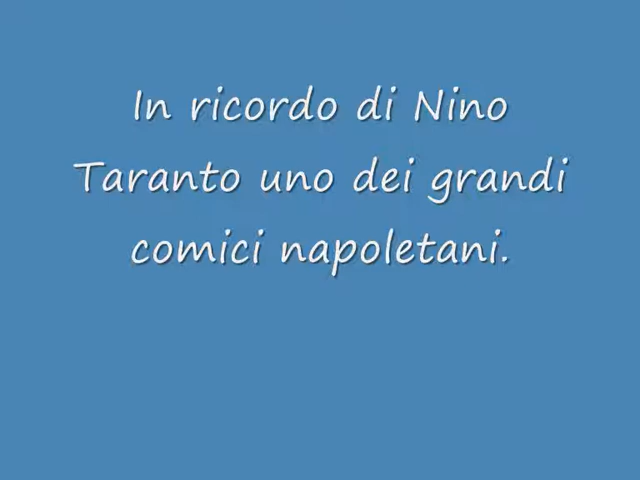 In ricordo di Nino
Taranto uno dei grandi
comici napoletani.